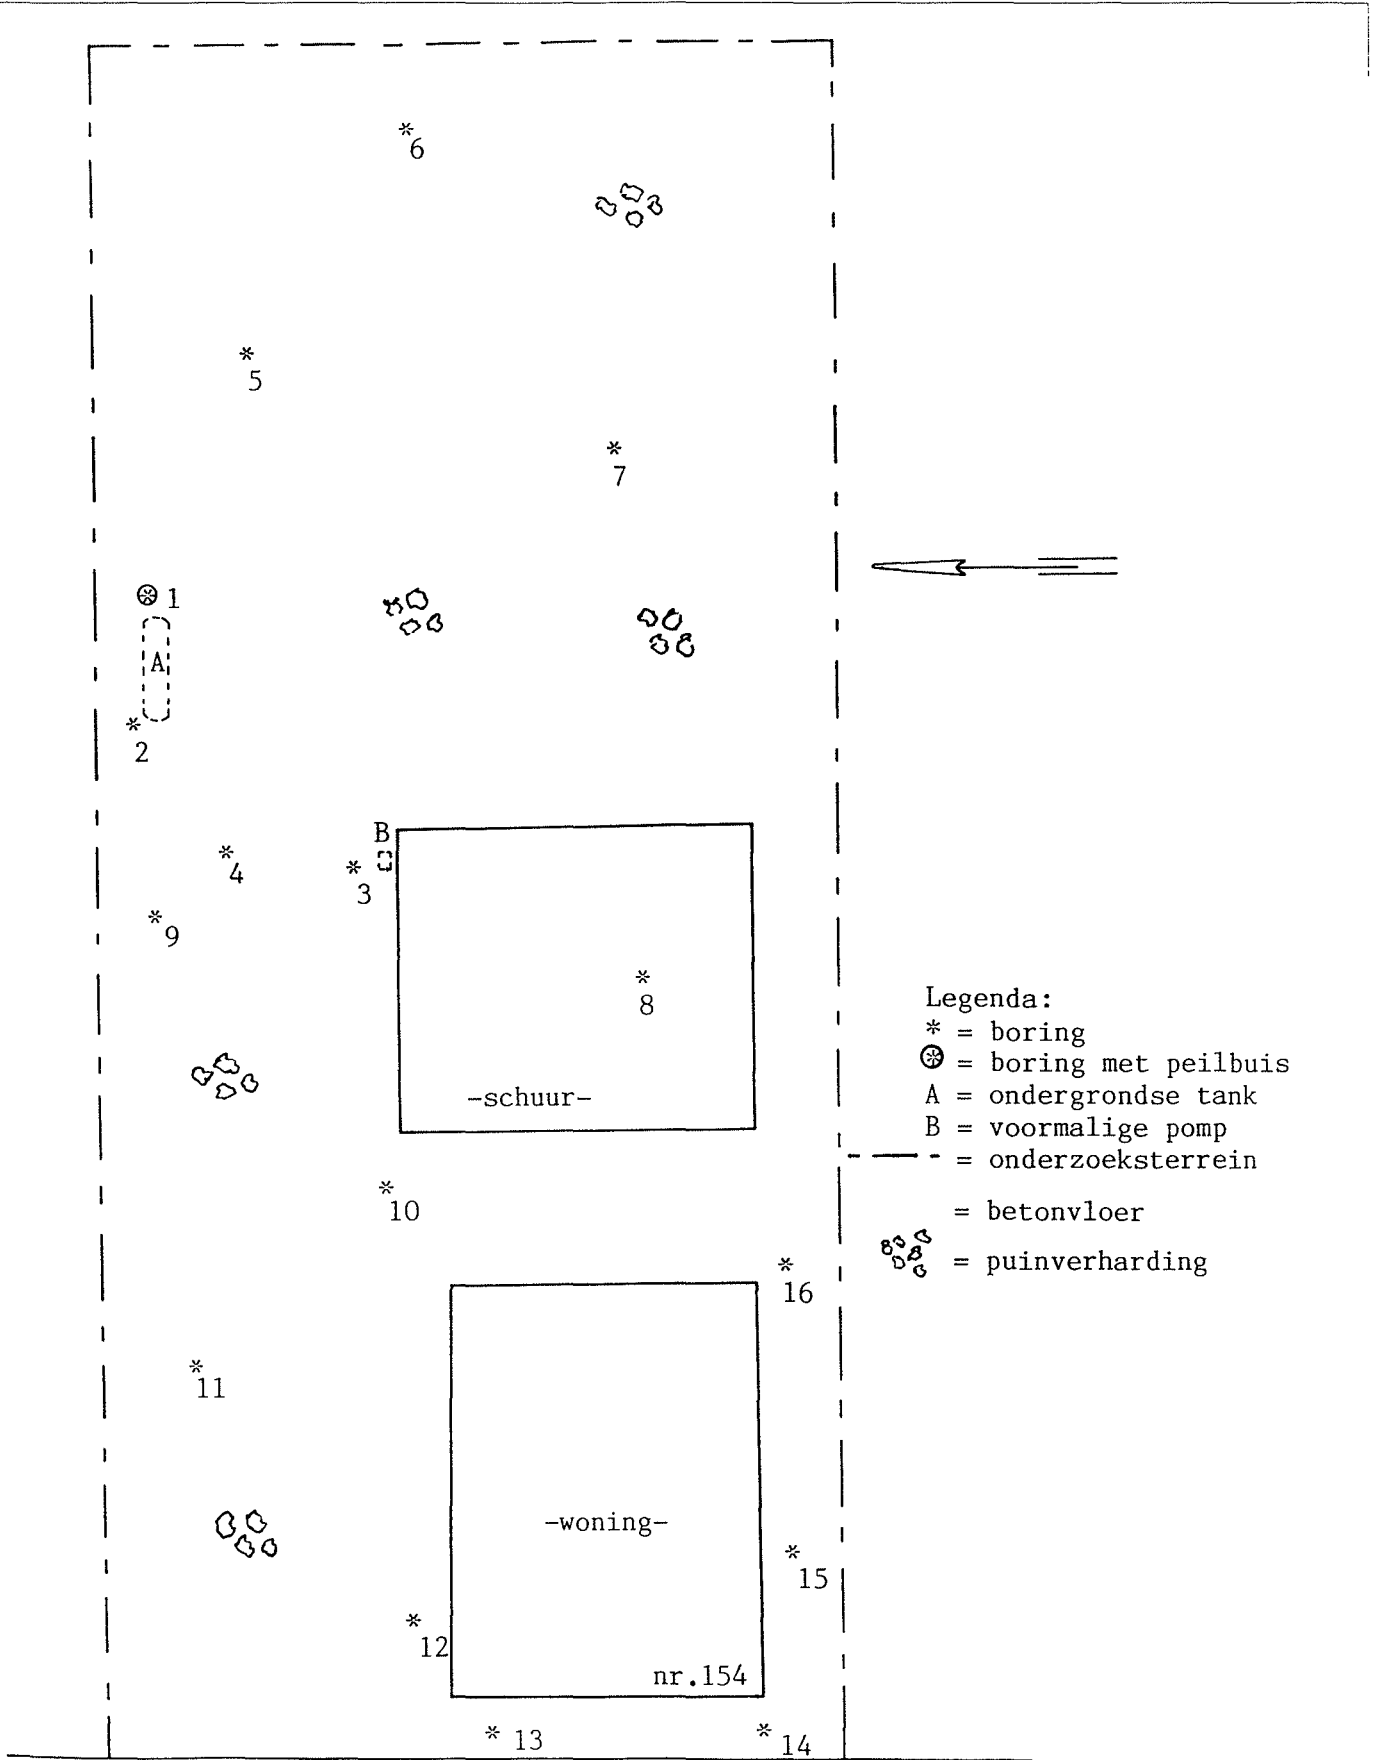 6
5
7
1
A
2
B
4
3
9
8
-schuur-
10
16
11
-woning-
15
12
nr.154
13
14
Legenda:
* = boring
= boring met peilbuis
A = ondergrondse tank
B = voormalige pomp
= onderzoeksterrein
= betonvloer
= puinverharding